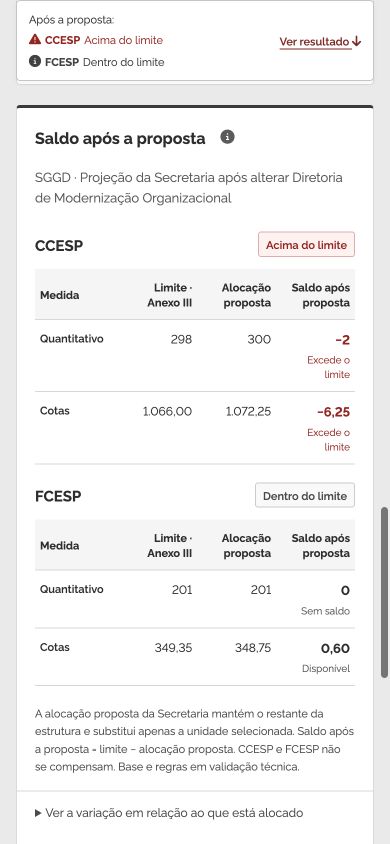 Após a proposta:
CCESP Acima do limite
Ver resultado ↓
FCESP Dentro do limite
Saldo após a proposta
SGGD · Projeção da Secretaria após alterar Diretoria
de Modernização Organizacional
CCESP
Acima do limite
Medida
Limite ·
Anexo III
Alocação
proposta
Saldo após
proposta
Quantitativo 298 300 −2
Excede o
limite
Cotas 1.066,00 1.072,25 −6,25
Excede o
limite
FCESP
Dentro do limite
Medida
Limite ·
Anexo III
Alocação
proposta
Saldo após
proposta
Quantitativo 201 201 0
Sem saldo
Cotas 349,35 348,75 0,60
Disponível
A alocação proposta da Secretaria mantém o restante da
estrutura e substitui apenas a unidade selecionada. Saldo após
a proposta = limite − alocação proposta. CCESP e FCESP não
se compensam. Base e regras em validação técnica.
▶ Ver a variação em relação ao que está alocado